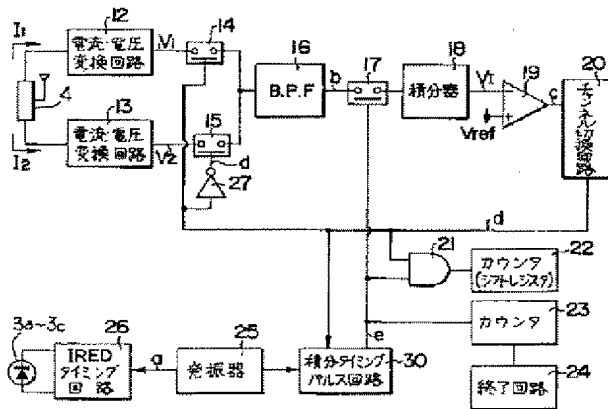 I1
12
電流・電圧
変換回路
V1
14
4
I2
13
電流・電圧
変換回路
V2
15
d
27
16
B.P.F
b
17
18
積分器
VI
19
Vref
c
20
チャンネル切換回路
d
21
22
カウンタ
(シフトレジスタ)
23
カウンタ
24
終了回路
e
3a~3c
26
IRED
タイミング
回路
a
25
発振器
積分タイミング
パルス回路
30